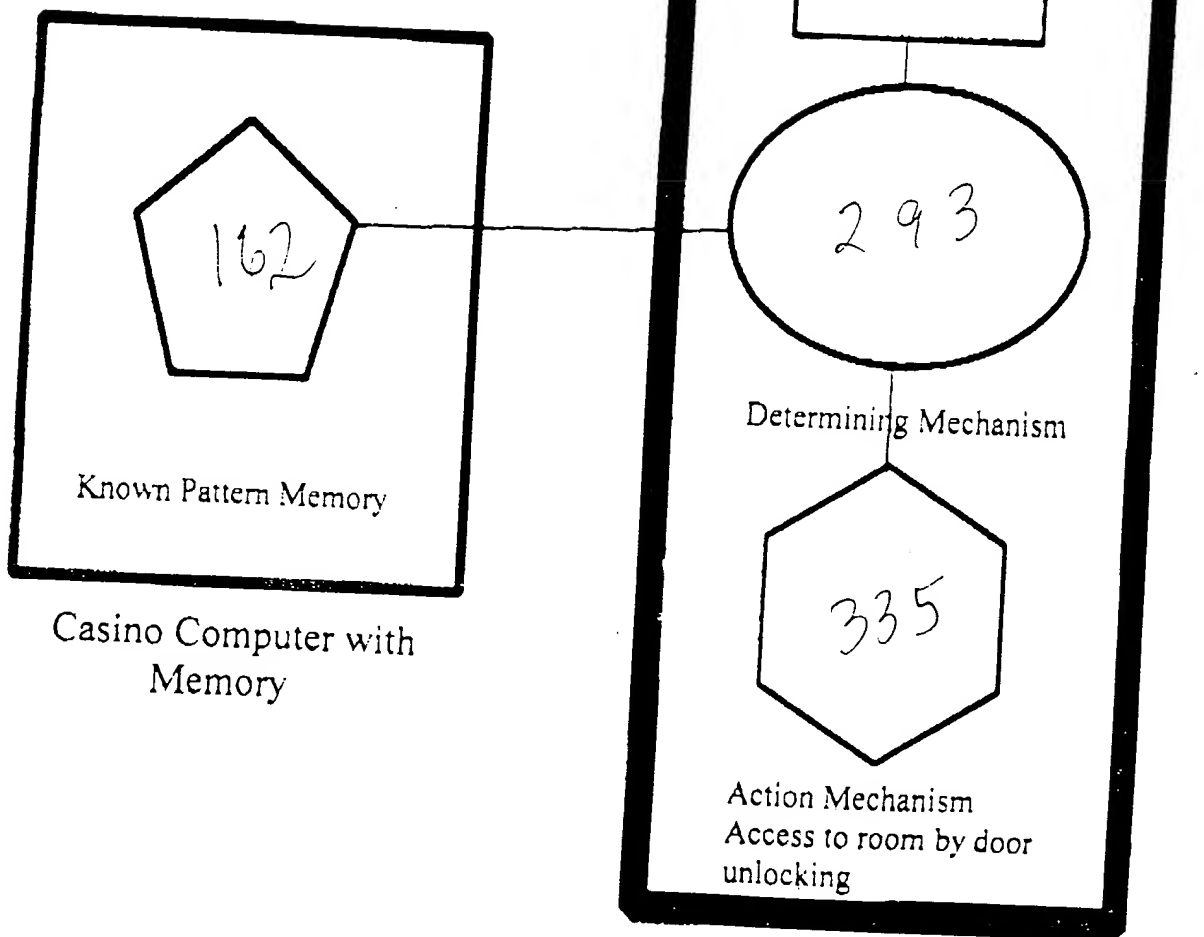 162
Known Pattern Memory
Casino Computer with
Memory
293
Determining Mechanism
335
Action Mechanism
Access to room by door
unlocking